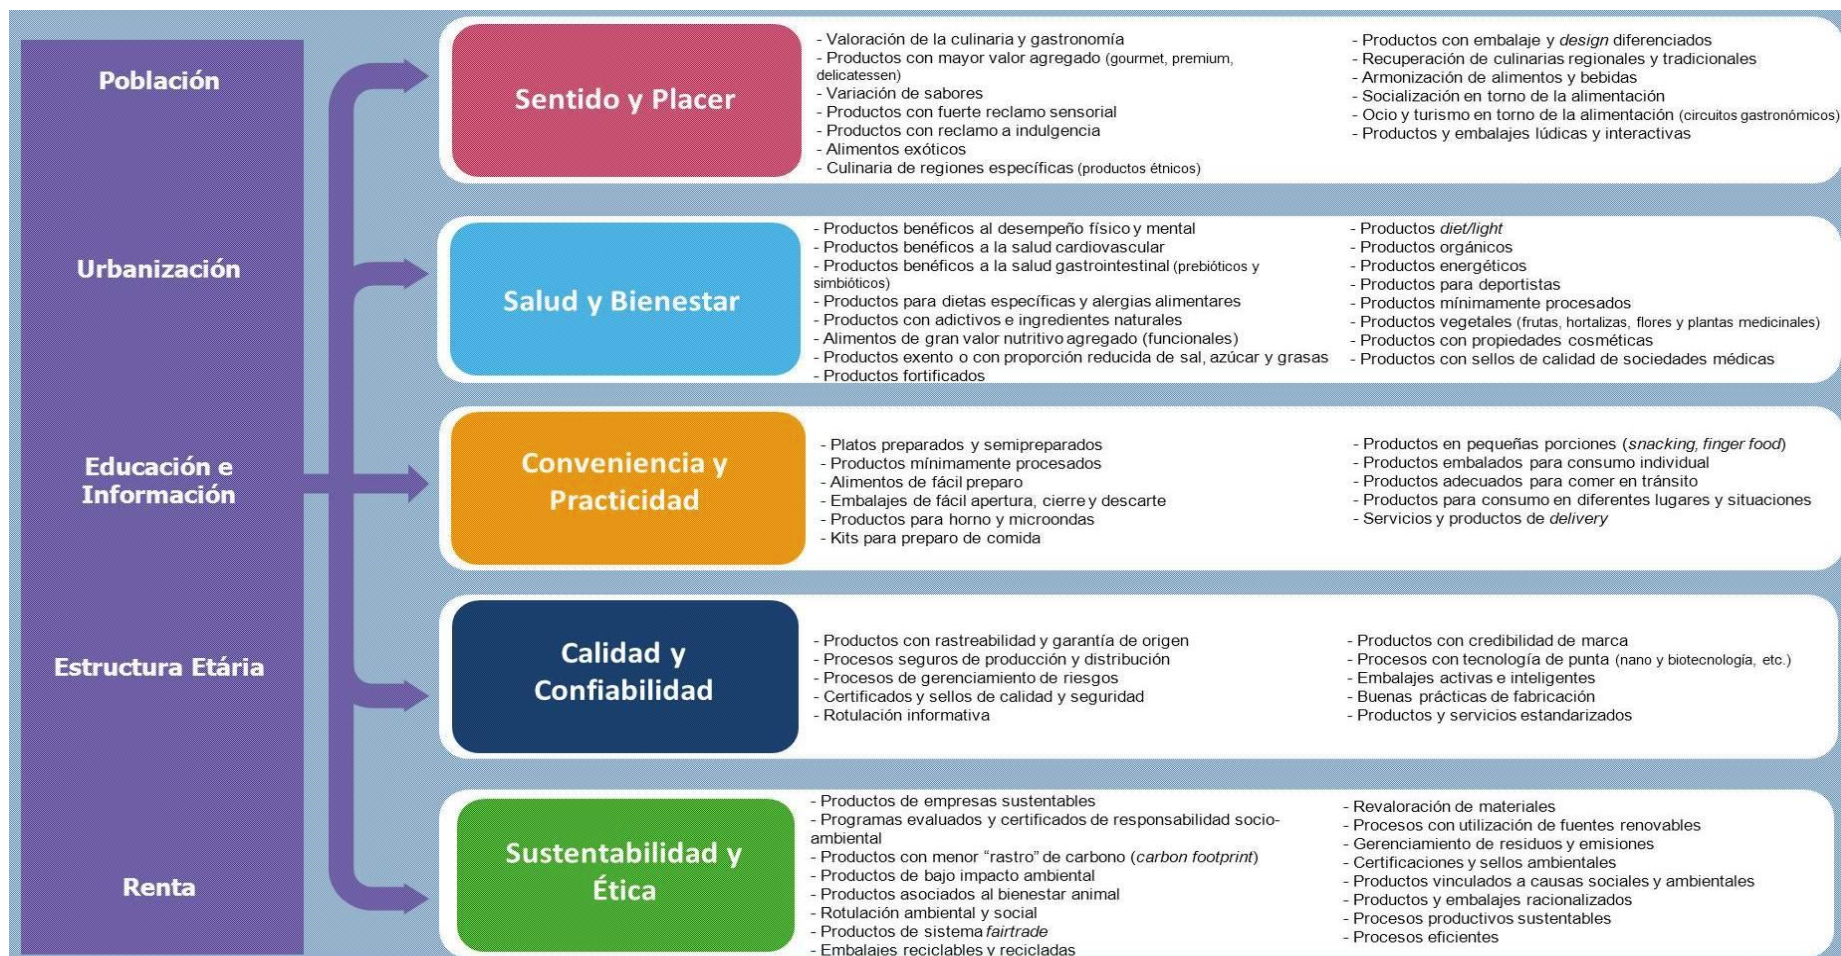 Población
Urbanización
Educación e
Información
Estructura Etária
Renta
Sentido y Placer
- Valoración de la culinaria y gastronomía
- Productos con mayor valor agregado (gourmet, premium,
delicatessen)
- Variación de sabores
- Productos con fuerte reclamo sensorial
- Productos con reclamo a indulgencia
- Alimentos exóticos
- Culinaria de regiones específicas (productos étnicos)
- Productos con embalaje y design diferenciados
- Recuperación de culinarias regionales y tradicionales
- Armonización de alimentos y bebidas
- Socialización en torno de la alimentación
- Ocio y turismo en torno de la alimentación (circuitos gastronómicos)
- Productos y embalajes lúdicas y interactivas
Salud y Bienestar
- Productos benéficos al desempeño físico y mental
- Productos benéficos a la salud cardiovascular
- Productos benéficos a la salud gastrointestinal (prebióticos y
simbióticos)
- Productos para dietas específicas y alergias alimentares
- Productos con adictivos e ingredientes naturales
- Alimentos de gran valor nutritivo agregado (funcionales)
- Productos exento o con proporción reducida de sal, azúcar y grasas
- Productos fortificados
- Productos diet/light
- Productos orgánicos
- Productos energéticos
- Productos para deportistas
- Productos mínimamente procesados
- Productos vegetales (frutas, hortalizas, flores y plantas medicinales)
- Productos con propiedades cosméticas
- Productos con sellos de calidad de sociedades médicas
Conveniencia y
Practicidad
- Platos preparados y semipreparados
- Productos mínimamente procesados
- Alimentos de fácil preparo
- Embalajes de fácil apertura, cierre y descarte
- Productos para horno y microondas
- Kits para preparo de comida
- Productos en pequeñas porciones (snacking, finger food)
- Productos embalados para consumo individual
- Productos adecuados para comer en tránsito
- Productos para consumo en diferentes lugares y situaciones
- Servicios y productos de delivery
Calidad y
Confiabilidad
- Productos con rastreabilidad y garantía de origen
- Procesos seguros de producción y distribución
- Procesos de gerenciamiento de riesgos
- Certificados y sellos de calidad y seguridad
- Rotulación informativa
- Productos con credibilidad de marca
- Procesos con tecnología de punta (nano y biotecnología, etc.)
- Embalajes activas e inteligentes
- Buenas prácticas de fabricación
- Productos y servicios estandarizados
Sustentabilidad y
Ética
- Productos de empresas sustentables
- Programas evaluados y certificados de responsabilidad socio-
ambiental
- Productos con menor “rastro” de carbono (carbon footprint)
- Productos de bajo impacto ambiental
- Productos asociados al bienestar animal
- Rotulación ambiental y social
- Productos de sistema fairtrade
- Embalajes reciclables y recicladas
- Revaloración de materiales
- Procesos con utilización de fuentes renovables
- Gerenciamiento de residuos y emisiones
- Certificaciones y sellos ambientales
- Productos vinculados a causas sociales y ambientales
- Productos y embalajes racionalizados
- Procesos productivos sustentables
- Procesos eficientes